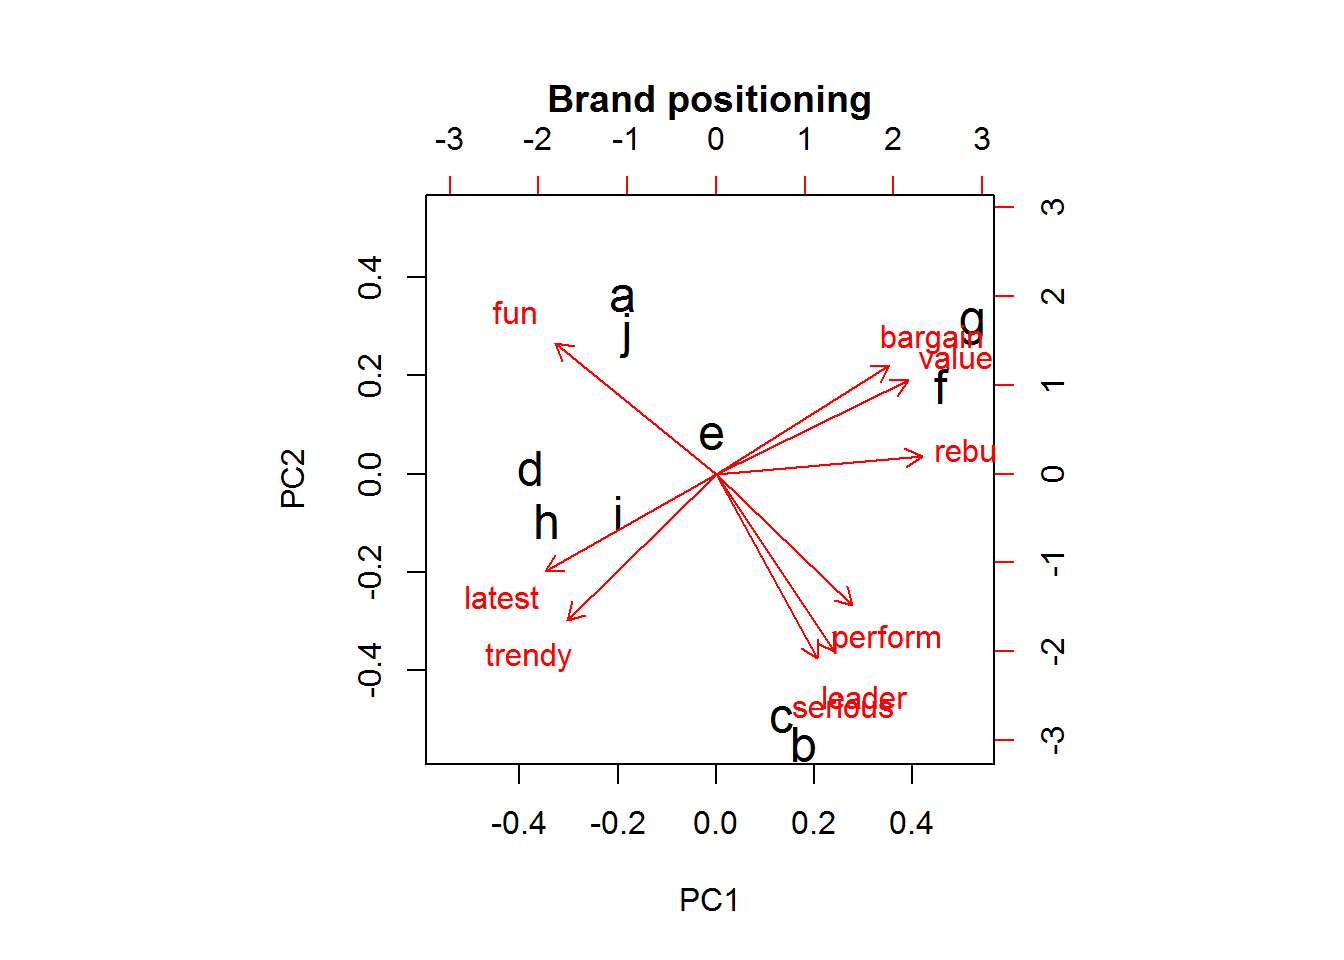 Brand positioning
-3 -2 -1 0 1 2 3
3
0.4
a
2
fun
j
g
bargain
value
0.2
f
1
e
rebu
PC2
0.0
d
0
i
h
-0.2
latest
-1
trendy
perform
-0.4
-2
leader
serious
c
b
-3
-0.4 -0.2 0.0 0.2 0.4
PC1